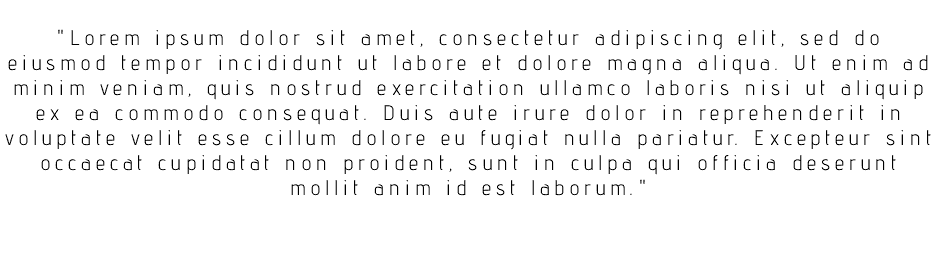 "Lorem ipsum dolor sit amet, consectetur adipiscing elit, sed do
eiusmod tempor incididunt ut labore et dolore magna aliqua. Ut enim ad
minim veniam, quis nostrud exercitation ullamco laboris nisi ut aliquip
ex ea commodo consequat. Duis aute irure dolor in reprehenderit in
voluptate velit esse cillum dolore eu fugiat nulla pariatur. Excepteur sint
occaecat cupidatat non proident, sunt in culpa qui officia deserunt
mollit anim id est laborum."